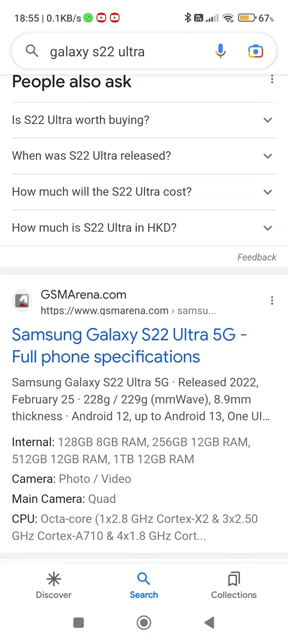 18:55 | 0.1KB/s
67%
galaxy s22 ultra
People also ask
Is S22 Ultra worth buying?
When was S22 Ultra released?
How much will the S22 Ultra cost?
How much is S22 Ultra in HKD?
Feedback
GSMArena.com
https://www.gsmarena.com › samsu...
Samsung Galaxy S22 Ultra 5G -
Full phone specifications
Samsung Galaxy S22 Ultra 5G · Released 2022,
February 25 · 228g / 229g (mmWave), 8.9mm
thickness · Android 12, up to Android 13, One UI...
Internal: 128GB 8GB RAM, 256GB 12GB RAM,
512GB 12GB RAM, 1TB 12GB RAM
Camera: Photo / Video
Main Camera: Quad
CPU: Octa-core (1x2.8 GHz Cortex-X2 & 3x2.50
GHz Cortex-A710 & 4x1.8 GHz Cort...
Discover
Search
Collections